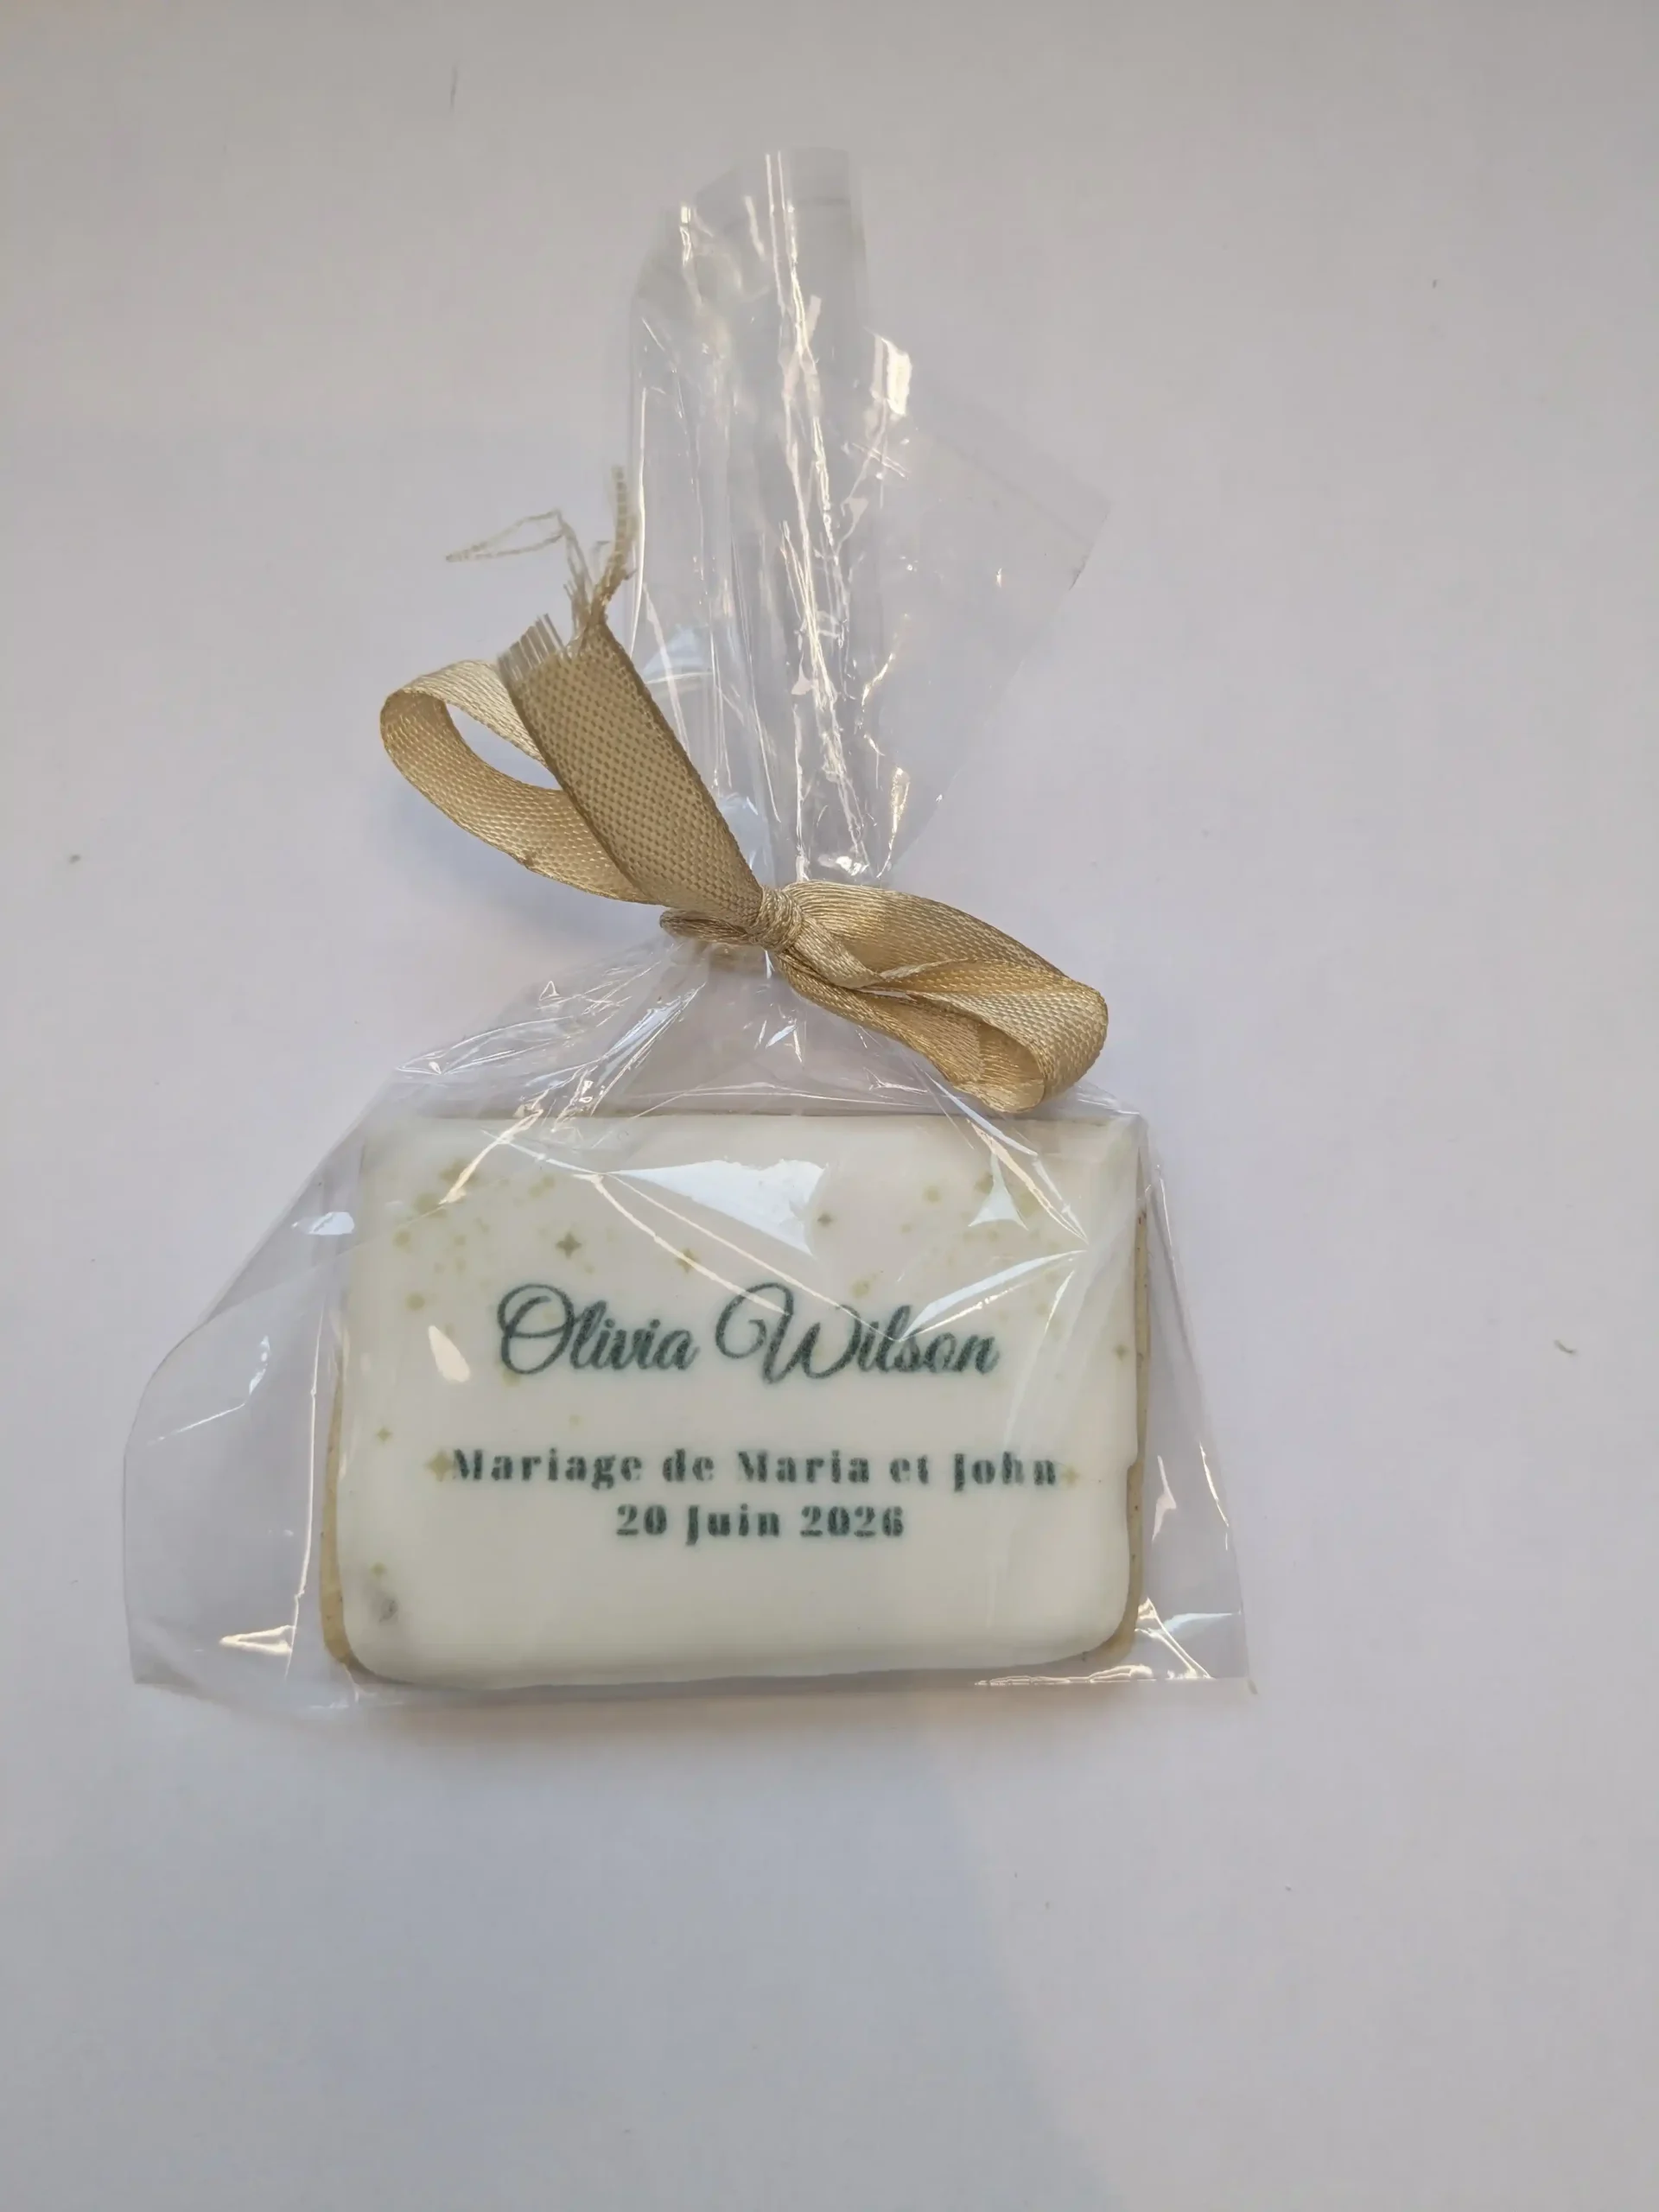 Olivia Wilson
Mariage de Maria et John
20 Juin 2026